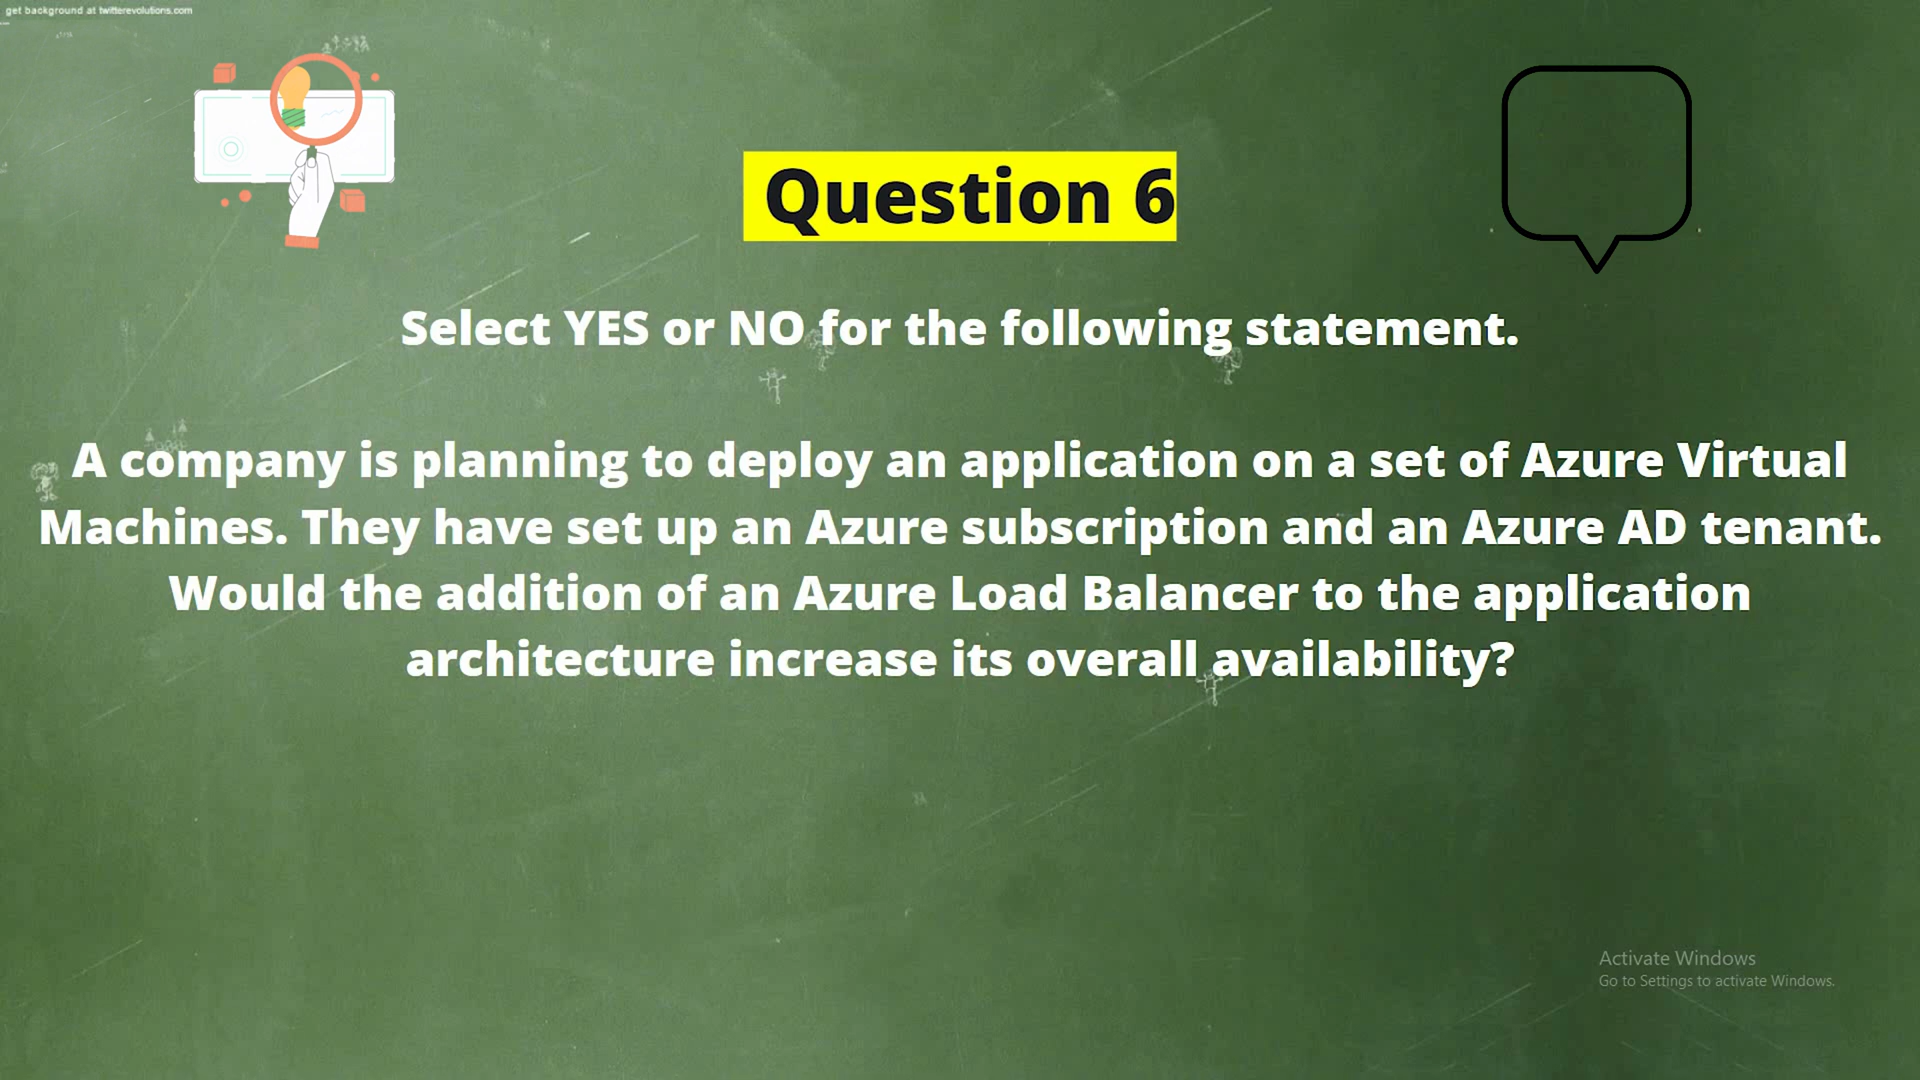 get background at twitterevolutions.com
Question 6
Select YES or NO for the following statement.
A company is planning to deploy an application on a set of Azure Virtual
Machines. They have set up an Azure subscription and an Azure AD tenant.
Would the addition of an Azure Load Balancer to the application
architecture increase its overall availability?
Activate Windows
Go to Settings to activate Windows.